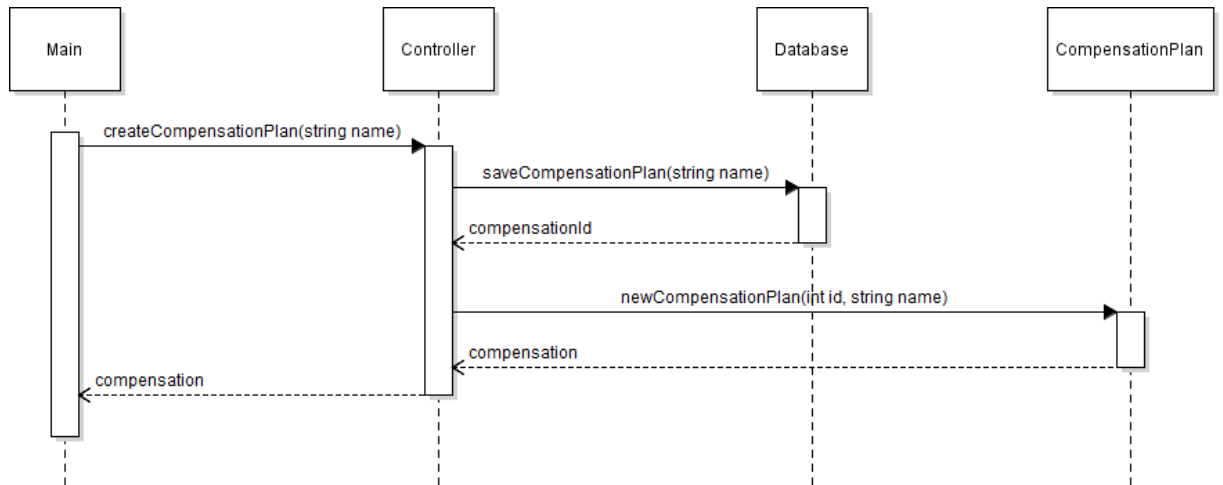 Main
Controller
Database
CompensationPlan
createCompensationPlan(string name)
saveCompensationPlan(string name)
compensationId
newCompensationPlan(int id, string name)
compensation
compensation